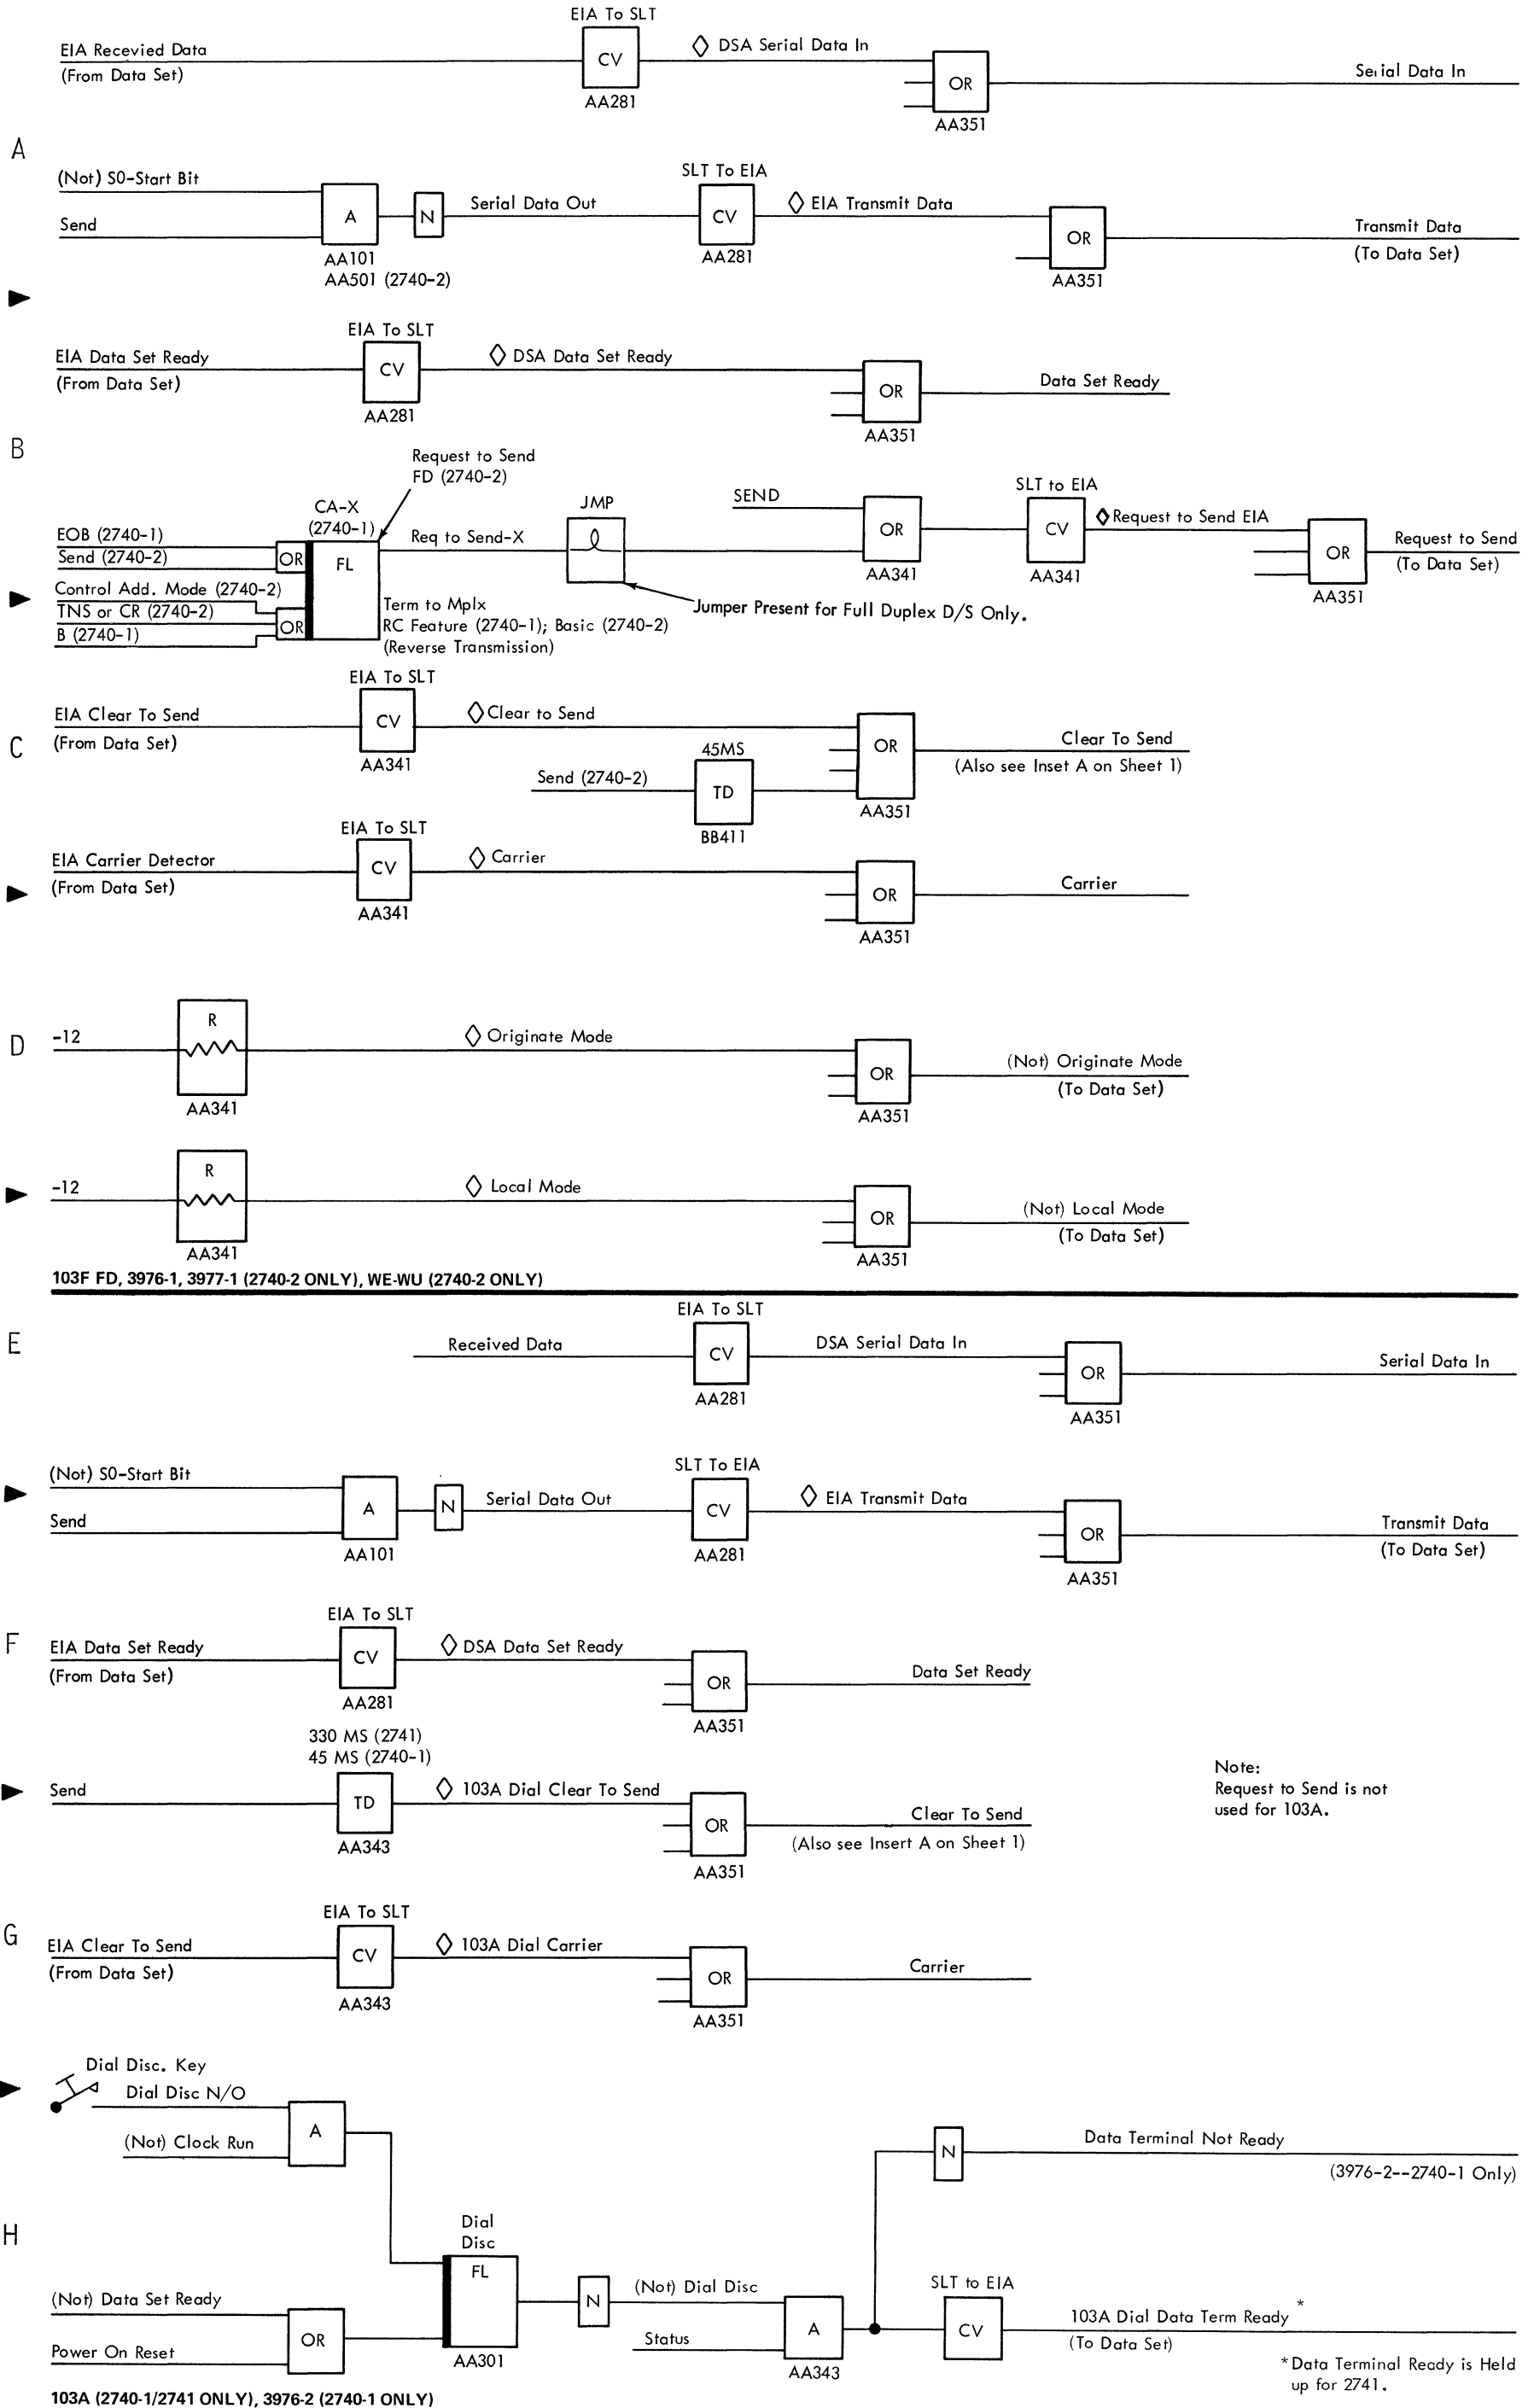 EIA To SLT
EIA Recevied Data
(From Data Set)
CV
◇ DSA Serial Data In
AA281
OR
AA351
Serial Data In
A
(Not) S0-Start Bit
Send
A
AA101
AA501 (2740-2)
N
Serial Data Out
SLT To EIA
CV
AA281
◇ EIA Transmit Data
OR
AA351
Transmit Data
(To Data Set)
EIA To SLT
EIA Data Set Ready
(From Data Set)
CV
AA281
◇ DSA Data Set Ready
OR
AA351
Data Set Ready
B
Request to Send
FD (2740-2)
CA-X
(2740-1)
EOB (2740-1)
Send (2740-2)
OR
FL
Control Add. Mode (2740-2)
TNS or CR (2740-2)
B (2740-1)
OR
Req to Send-X
JMP
Term to Mplx
RC Feature (2740-1); Basic (2740-2)
(Reverse Transmission)
Jumper Present for Full Duplex D/S Only.
SEND
OR
AA341
SLT to EIA
CV
AA341
◇ Request to Send EIA
OR
AA351
Request to Send
(To Data Set)
EIA To SLT
C
EIA Clear To Send
(From Data Set)
CV
AA341
◇ Clear to Send
45MS
Send (2740-2)
TD
BB411
OR
AA351
Clear To Send
(Also see Inset A on Sheet 1)
EIA To SLT
EIA Carrier Detector
(From Data Set)
CV
AA341
◇ Carrier
OR
AA351
Carrier
D
-12
R
AA341
◇ Originate Mode
OR
AA351
(Not) Originate Mode
(To Data Set)
-12
R
AA341
◇ Local Mode
OR
AA351
(Not) Local Mode
(To Data Set)
103F FD, 3976-1, 3977-1 (2740-2 ONLY), WE-WU (2740-2 ONLY)
E
Received Data
EIA To SLT
CV
AA281
DSA Serial Data In
OR
AA351
Serial Data In
(Not) S0-Start Bit
Send
A
AA101
N
Serial Data Out
SLT To EIA
CV
AA281
◇ EIA Transmit Data
OR
AA351
Transmit Data
(To Data Set)
F
EIA To SLT
EIA Data Set Ready
(From Data Set)
CV
AA281
◇ DSA Data Set Ready
OR
AA351
Data Set Ready
330 MS (2741)
45 MS (2740-1)
Send
TD
AA343
◇ 103A Dial Clear To Send
OR
AA351
Clear To Send
(Also see Insert A on Sheet 1)
Note:
Request to Send is not
used for 103A.
G
EIA To SLT
EIA Clear To Send
(From Data Set)
CV
AA343
◇ 103A Dial Carrier
OR
AA351
Carrier
Dial Disc. Key
Dial Disc N/O
(Not) Clock Run
A
H
Dial
Disc
FL
AA301
(Not) Data Set Ready
Power On Reset
OR
N
(Not) Dial Disc
Status
A
AA343
N
Data Terminal Not Ready
(3976-2--2740-1 Only)
SLT to EIA
CV
103A Dial Data Term Ready *
(To Data Set)
*Data Terminal Ready is Held
up for 2741.
103A (2740-1/2741 ONLY), 3976-2 (2740-1 ONLY)